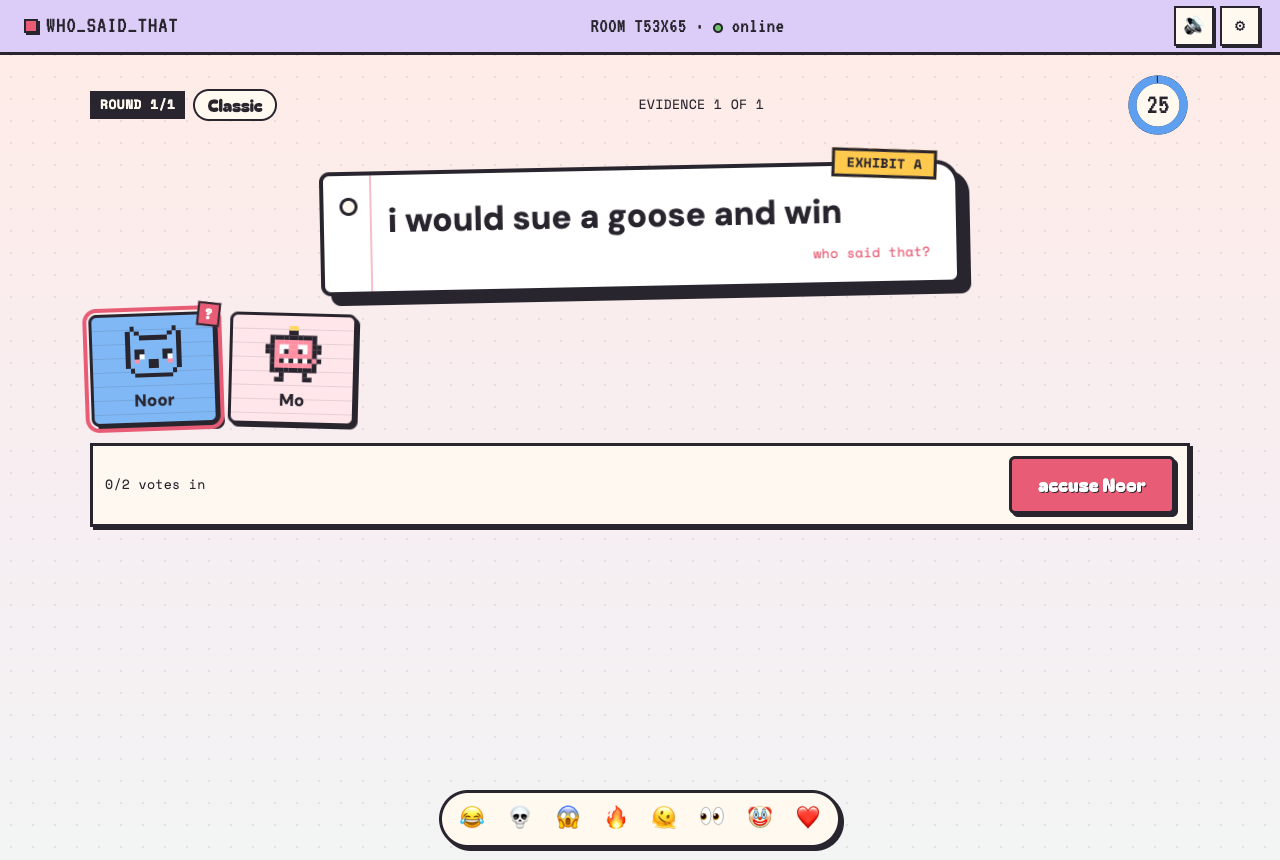 WHO_SAID_THAT
ROOM T53X65 · online
ROUND 1/1
Classic
EVIDENCE 1 OF 1
25
EXHIBIT A
i would sue a goose and win
who said that?
?
Noor
Mo
0/2 votes in
accuse Noor